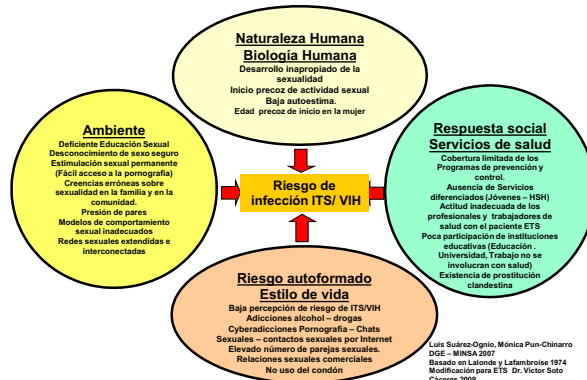 Naturaleza Humana
Biología Humana
Desarrollo inapropiado de la
sexualidad
Inicio precoz de actividad sexual
Baja autoestima.
Edad precoz de inicio en la mujer
Ambiente
Deficiente Educación Sexual
Desconocimiento de sexo seguro
Estimulación sexual permanente
(Fácil acceso a la pornografía)
Creencias erróneas sobre
sexualidad en la familia y en la
comunidad.
Presión de pares
Modelos de comportamiento
sexual inadecuados
Redes sexuales extendidas e
interconectadas
Riesgo de
infección ITS/ VIH
Respuesta social
Servicios de salud
Cobertura limitada de los
Programas de prevención y
control.
Ausencia de Servicios
diferenciados (Jóvenes – HSH)
Actitud inadecuada de los
profesionales y trabajadores de
salud con el paciente ETS
Poca participación de instituciones
educativas (Education .
Universidad, Trabajo no se
involucran con salud)
Existencia de prostitución
clandestina
Riesgo autoformado
Estilo de vida
Baja percepción de riesgo de ITS/VIH
Adicciones alcohol – drogas
Cyberadicciones Pornografía – Chats
Sexuales – contactos sexuales por Internet
Elevado número de parejas sexuales.
Relaciones sexuales comerciales
No uso del condón
Luis Suárez-Ognio, Mónica Pun-Chinarro
DGE – MINSA 2007
Basado en Lalonde y Lafambroise 1974
Modificación para ETS Dr. Víctor Soto
Cáceres 2009